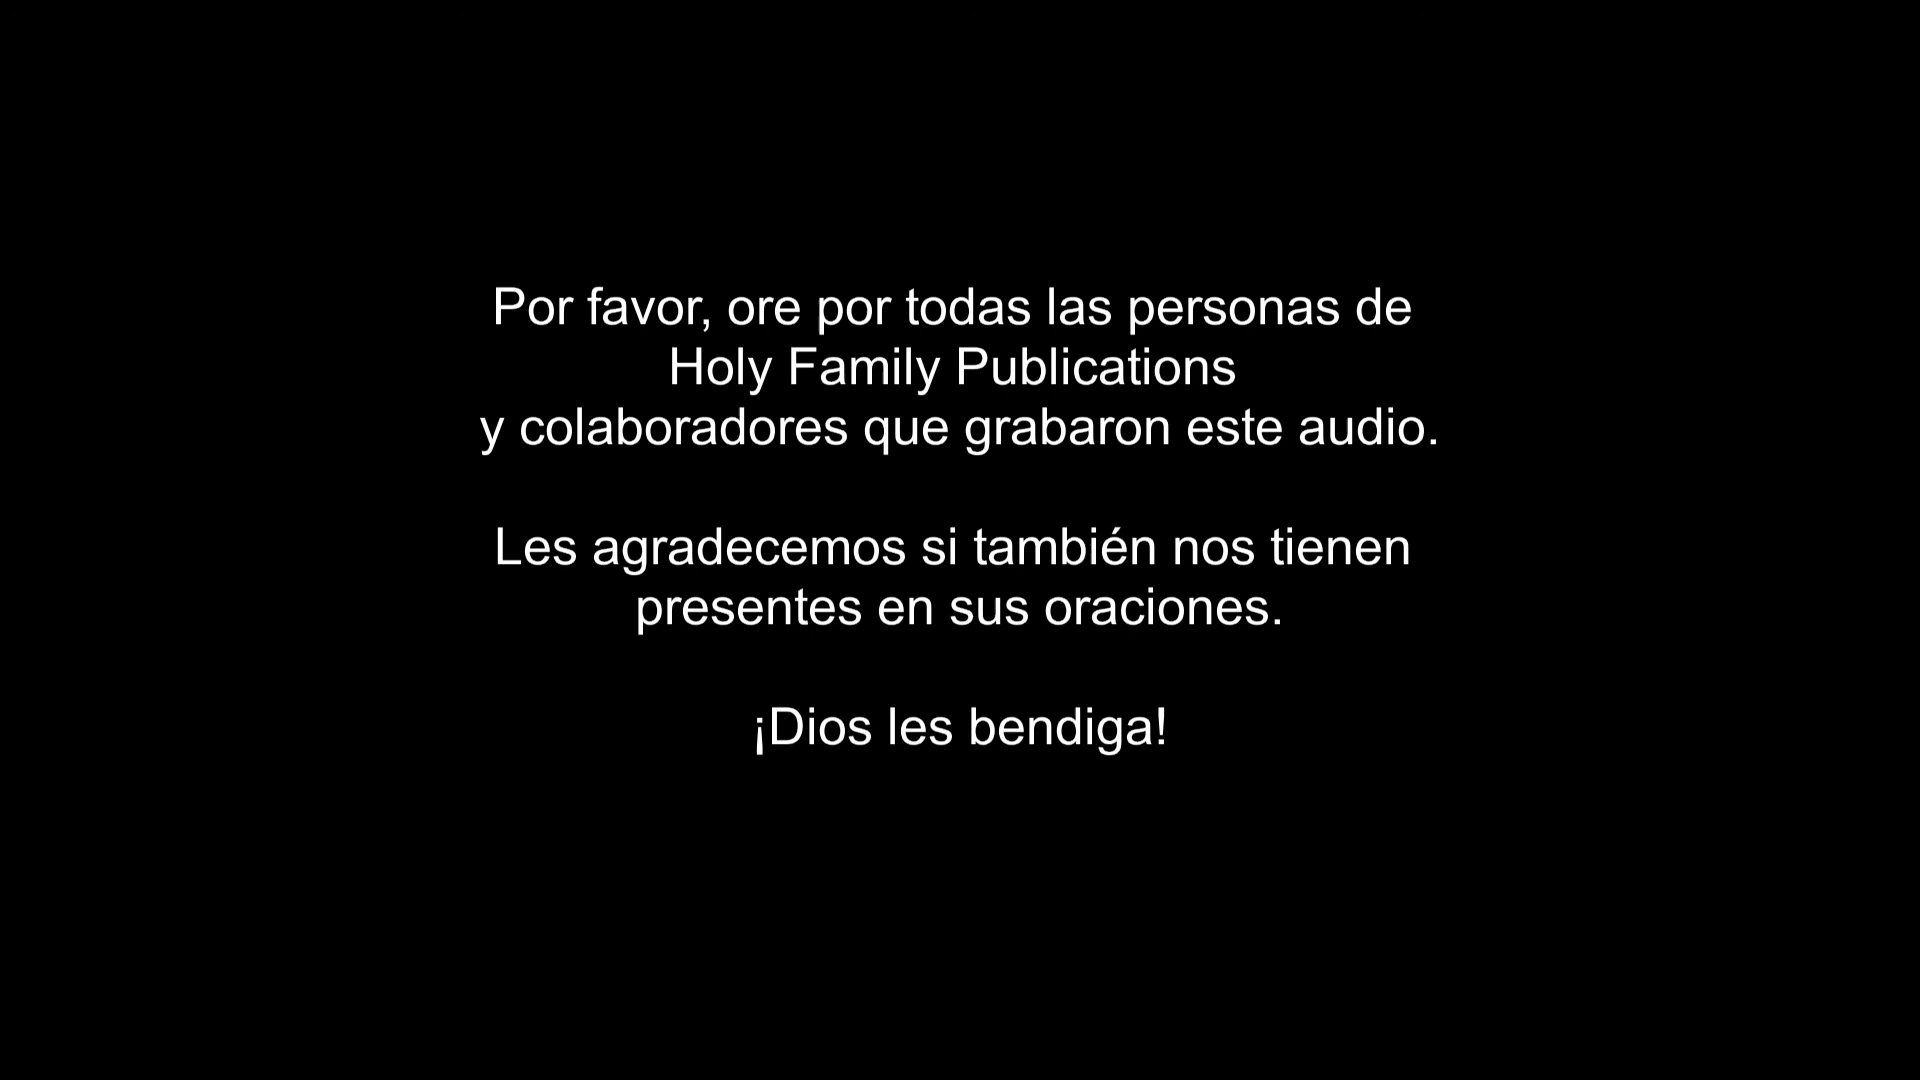 Por favor, ore por todas las personas de
Holy Family Publications
y colaboradores que grabaron este audio.
Les agradecemos si también nos tienen
presentes en sus oraciones.
¡Dios les bendiga!